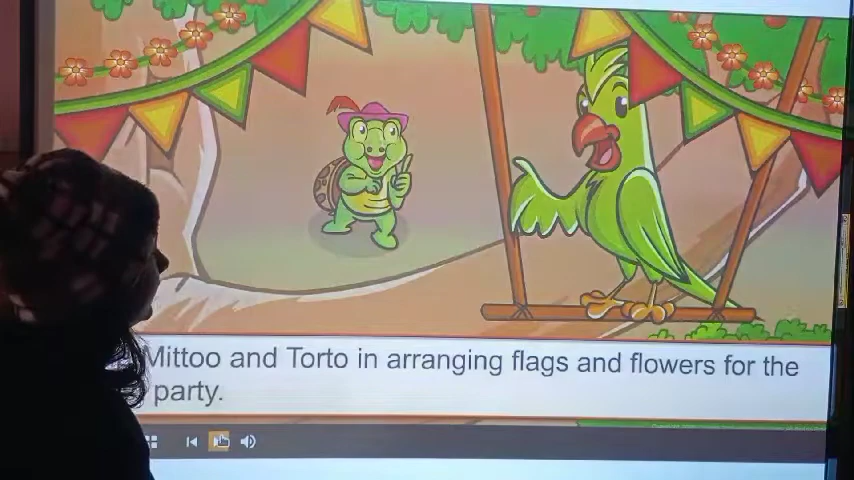 Mittoo and Torto in arranging flags and flowers for the
party.